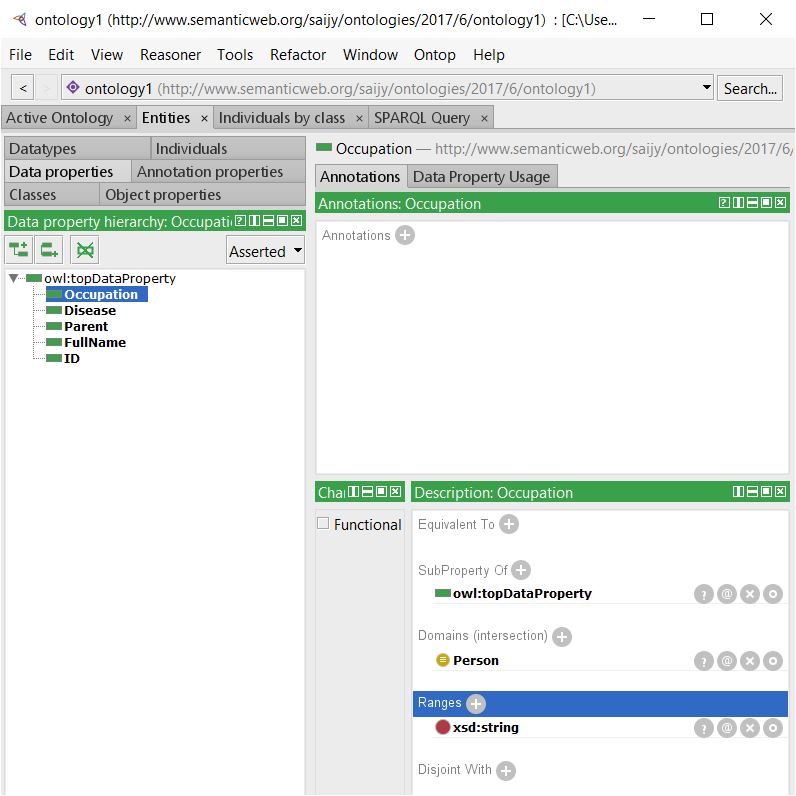 ontology1 (http://www.semanticweb.org/saijy/ontologies/2017/6/ontology1) : [C:\Use...
File Edit View Reasoner Tools Refactor Window Ontop Help
< > ontology1 (http://www.semanticweb.org/saijy/ontologies/2017/6/ontology1) Search...
Active Ontology × Entities × Individuals by class × SPARQL Query ×
Datatypes Individuals
Data properties Annotation properties
Classes Object properties
Data property hierarchy: Occupati
Asserted
owl:topDataProperty
Occupation
Disease
Parent
FullName
ID
Occupation — http://www.semanticweb.org/saijy/ontologies/2017/6/
Annotations Data Property Usage
Annotations: Occupation
Annotations
Cha
Functional
Description: Occupation
Equivalent To
SubProperty Of
owl:topDataProperty
Domains (intersection)
Person
Ranges
xsd:string
Disjoint With